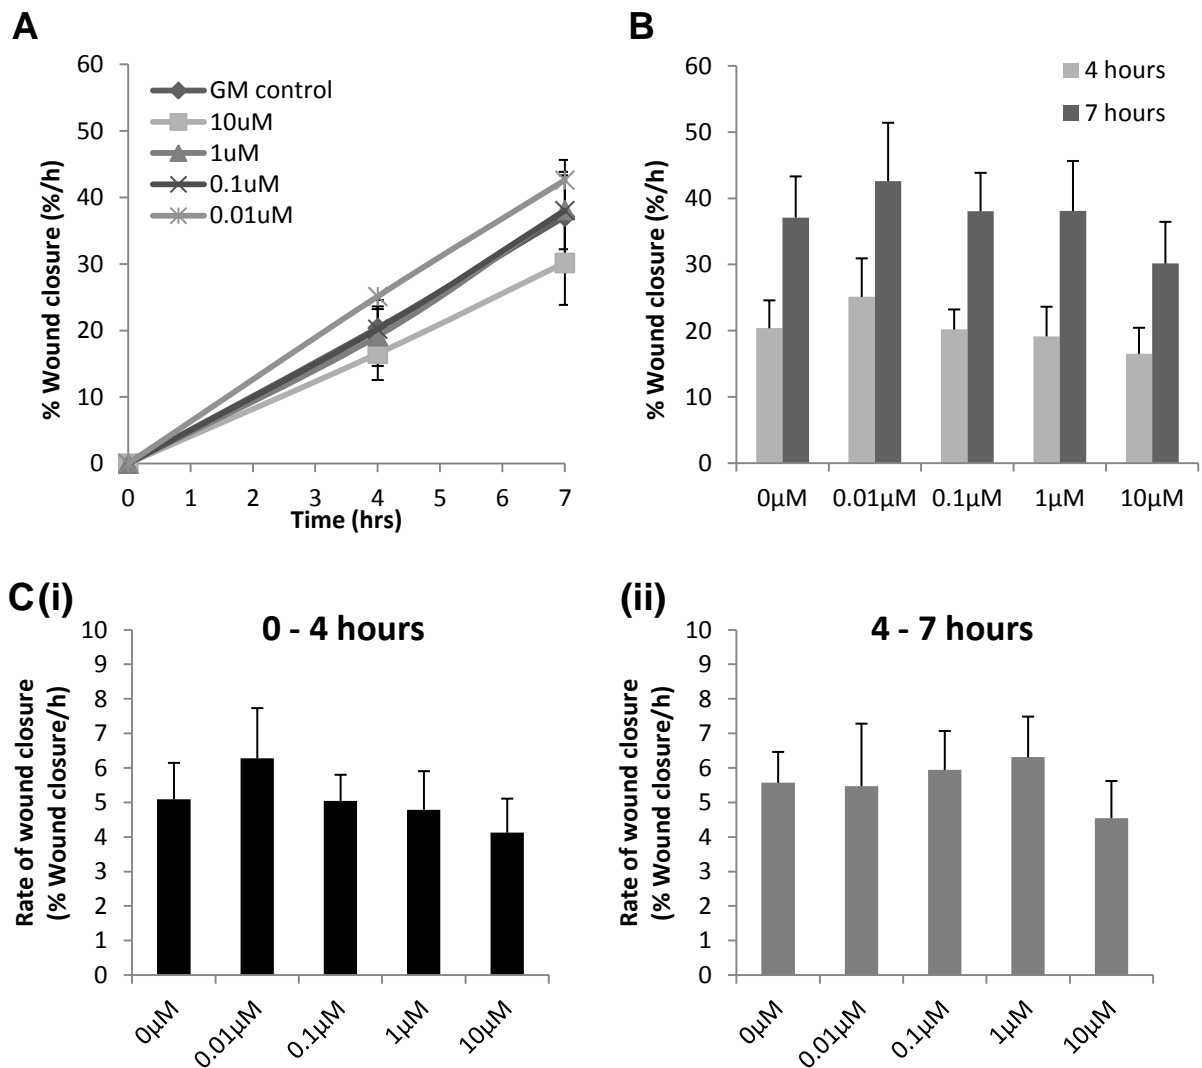 A
% Wound closure (%/h)
60
50
40
30
20
10
0
GM control
10uM
1uM
0.1uM
0.01uM
0 1 2 3 4 5 6 7
Time (hrs)
B
% Wound closure (%/h)
60
50
40
30
20
10
0
4 hours
7 hours
0µM 0.01µM 0.1µM 1µM 10µM
C (i)
0 - 4 hours
Rate of wound closure
(% Wound closure/h)
10
9
8
7
6
5
4
3
2
1
0
0µM 0.01µM 0.1µM 1µM 10µM
(ii)
4 - 7 hours
Rate of wound closure
(% Wound closure/h)
10
9
8
7
6
5
4
3
2
1
0
0µM 0.01µM 0.1µM 1µM 10µM